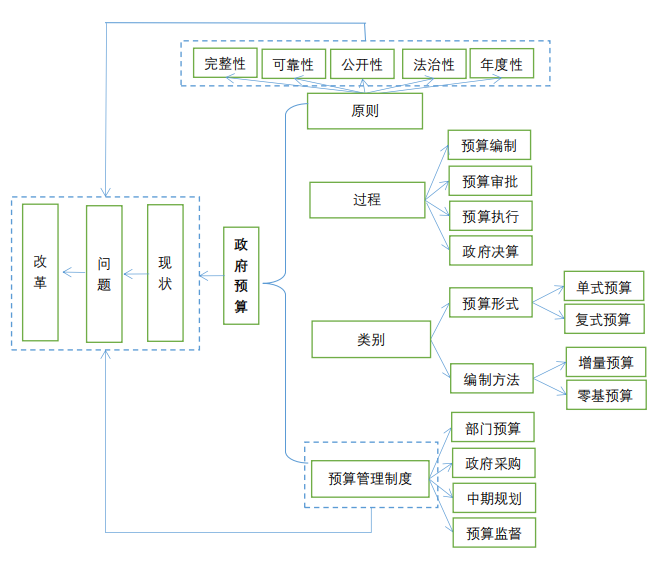 完整性
可靠性
公开性
法治性
年度性
原则
过程
预算编制
预算审批
预算执行
政府决算
改革
问题
现状
政府预算
类别
预算形式
单式预算
复式预算
编制方法
增量预算
零基预算
预算管理制度
部门预算
政府采购
中期规划
预算监督